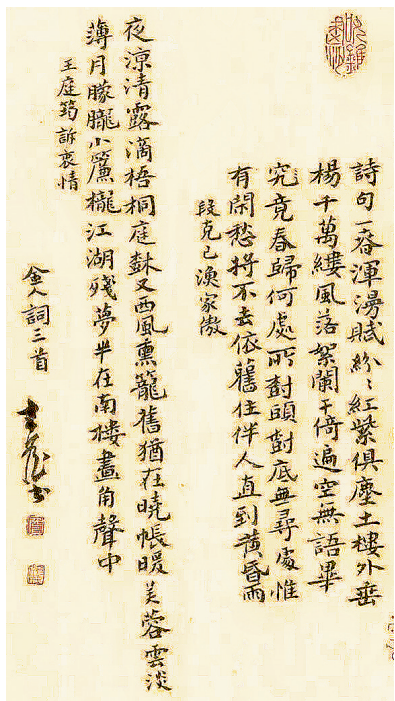 詩句一春渾漫賦紛〻紅紫俱塵土樓外垂
楊千萬縷風落絮闌干倚遍空無語畢
究竟春歸何處所樹頭樹底無尋處惟
有閑愁將不去依舊住伴人直到黃昏雨
段克己漁家傲
夜涼清露滴梧桐庭樹又西風熏籠舊猶在曉帳暖芙蓉雲淡
薄月朦朧小簾櫳江湖殘夢半在南樓畫角聲中
王庭筠訴衷情
金人詞三首